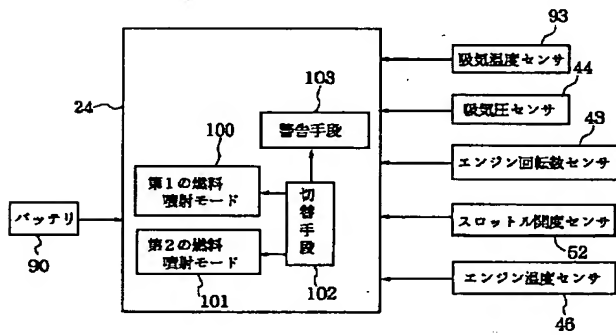 93
吸気温度センサ
44
吸気圧センサ
43
エンジン回転数センサ
スロットル開度センサ
52
エンジン温度センサ
46
24
103
警告手段
100
第1の燃料
噴射モード
切替手段
102
第2の燃料
噴射モード
101
バッテリ
90